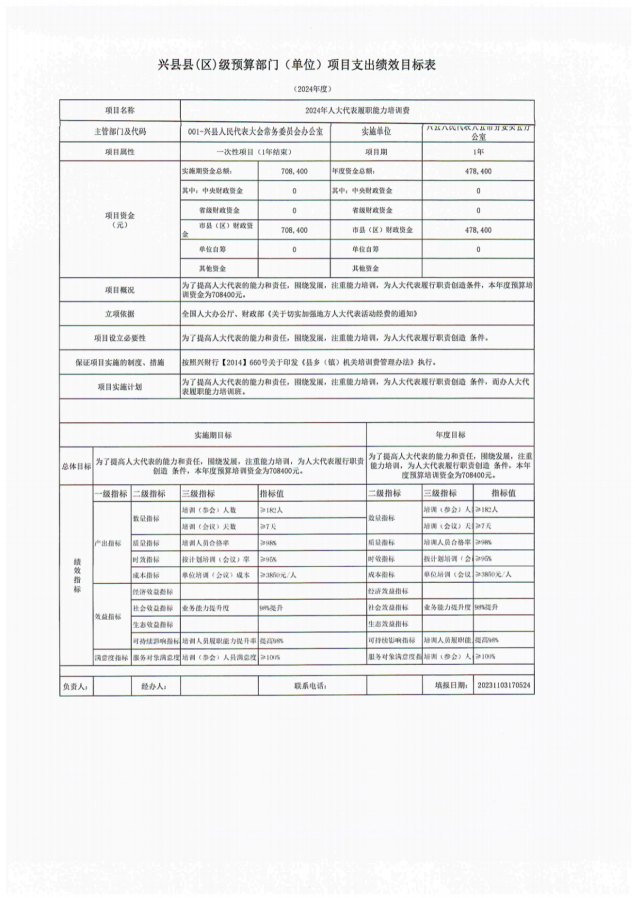 兴县县(区)级预算部门（单位）项目支出绩效目标表
（2024年度）
项目名称 2024年人大代表履职能力培训费
主管部门及代码 001-兴县人民代表大会常务委员会办公室 实施单位 兴县人民代表大会常务委员会办公室
项目属性 一次性项目（1年结束） 项目期 1年
项目资金（元） 实施期资金总额： 708,400 年度资金总额： 478,400
其中：中央财政资金 0 其中：中央财政资金 0
省级财政资金 0 省级财政资金 0
市县（区）财政资金 708,400 市县（区）财政资金 478,400
单位自筹 0 单位自筹 0
其他资金 其他资金
项目概况 为了提高人大代表的能力和责任，围绕发展，注重能力培训，为人大代表履行职责创造条件，本年度预算培训资金为708400元。
立项依据 全国人大办公厅、财政部《关于切实加强地方人大代表活动经费的通知》
项目设立必要性 为了提高人大代表的能力和责任，围绕发展，注重能力培训，为人大代表履行职责创造 条件。
保证项目实施的制度、措施 按照兴财行【2014】660号关于印发《县乡（镇）机关培训费管理办法》执行。
项目实施计划 为了提高人大代表的能力和责任，围绕发展，注重能力培训，为人大代表履行职责创造 条件，而办人大代表履职能力培训班。
实施期目标 年度目标
总体目标 为了提高人大代表的能力和责任，围绕发展，注重能力培训，为人大代表履行职责创造 条件，本年度预算培训资金为708400元。 为了提高人大代表的能力和责任，围绕发展，注重能力培训，为人大代表履行职责创造 条件，本年度预算培训资金为708400元。
绩效指标 一级指标 二级指标 三级指标 指标值 二级指标 三级指标 指标值
产出指标 数量指标 培训（参会）人数 ≥182人 数量指标 培训（参会）人 ≥182人
培训（会议）天数 ≥7天 培训（会议）天 ≥7天
质量指标 培训人员合格率 ≥98% 质量指标 培训人员合格率 ≥98%
时效指标 按计划培训（会议）率 ≥95% 时效指标 按计划培训（会 ≥95%
成本指标 单位培训（会议）成本 ≥3850元/人 成本指标 单位培训（会议 ≥3850元/人
效益指标 经济效益指标 经济效益指标
社会效益指标 业务能力提升度 98%提升 社会效益指标 业务能力提升度 98%提升
生态效益指标 生态效益指标
可持续影响指标 培训人员履职能力提升率 提高98% 可持续影响指标 培训人员履职能 提高98%
满意度指标 服务对象满意度 培训（参会）人员满意度 ≥100% 服务对象满意度指 培训（参会）人 ≥100%
负责人： 经办人： 联系电话： 填报日期： 20231103170524